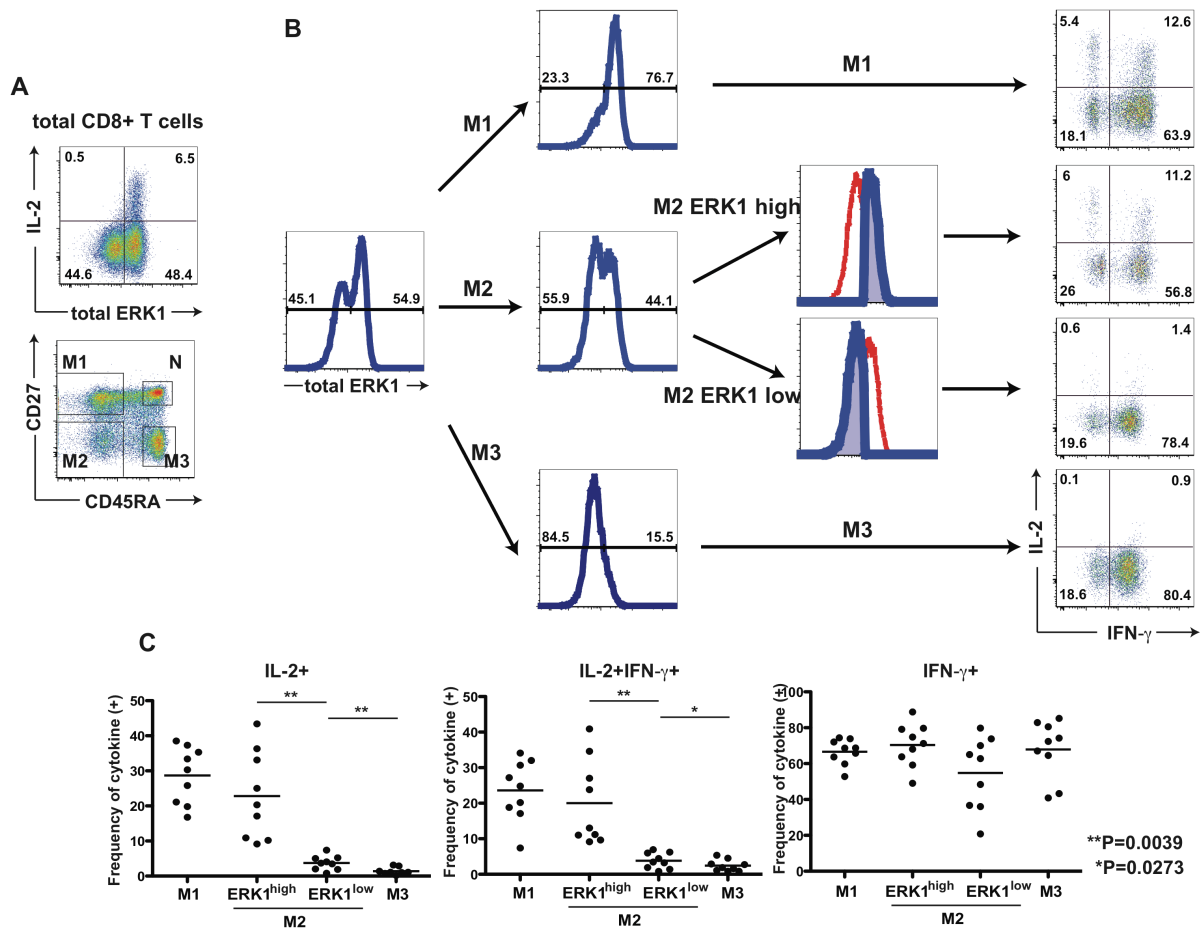 A
total CD8+ T cells
0.5
6.5
44.6
48.4
IL-2
total ERK1
M1
N
M2
M3
CD27
CD45RA
B
45.1
54.9
total ERK1
M1
M2
M3
23.3
76.7
55.9
44.1
84.5
15.5
M2 ERK1 high
M2 ERK1 low
M1
M3
5.4
12.6
18.1
63.9
6
11.2
26
56.8
0.6
1.4
19.6
78.4
0.1
0.9
18.6
80.4
IL-2
IFN-γ
C
IL-2+
Frequency of cytokine (+)
50
40
30
20
10
0
**
**
M1
ERK1high
ERK1low
M3
M2
IL-2+IFN-γ+
Frequency of cytokine (+)
50
40
30
20
10
0
**
*
M1
ERK1high
ERK1low
M3
M2
IFN-γ+
Frequency of cytokine (+)
100
80
60
40
20
0
M1
ERK1high
ERK1low
M3
M2
**P=0.0039
*P=0.0273